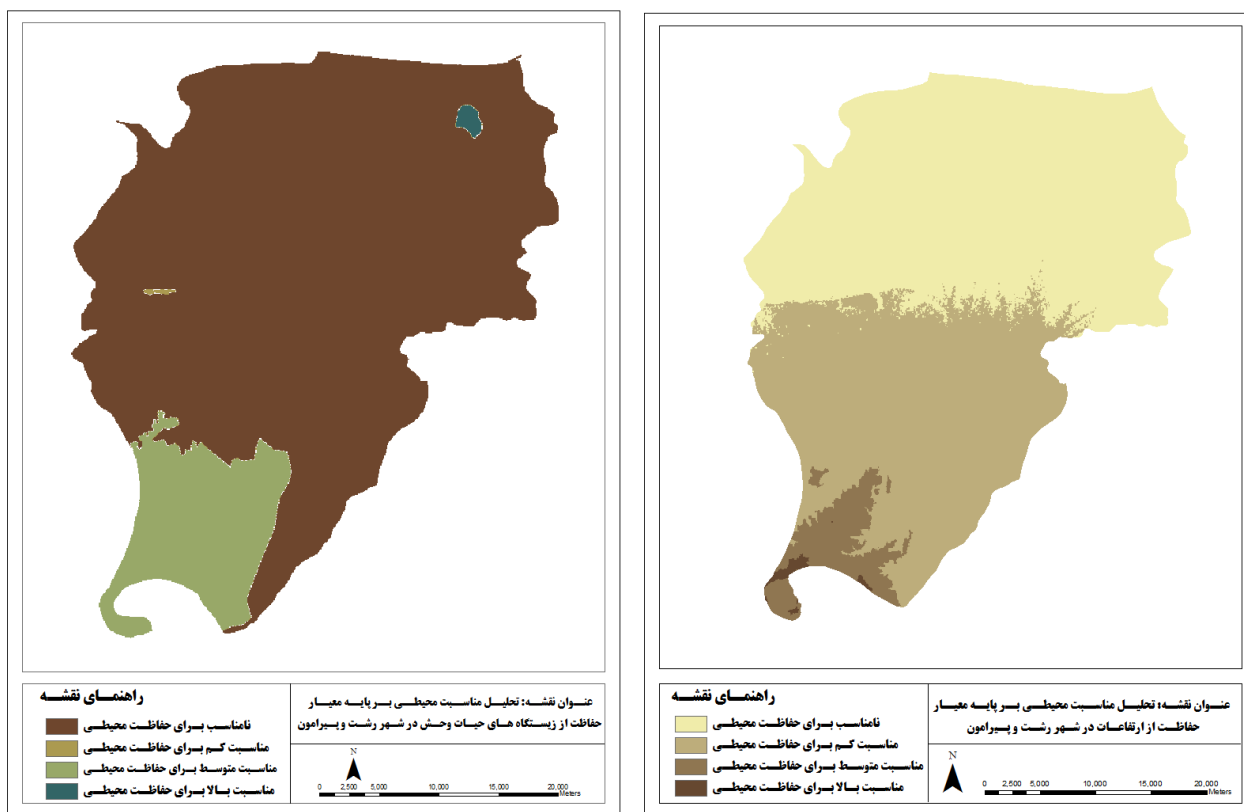 راهنمای نقشه
نامناسب برای حفاظت محیطی
مناسبت کم برای حفاظت محیطی
مناسبت متوسط برای حفاظت محیطی
مناسبت بالا برای حفاظت محیطی
عنوان نقشه: تحلیل مناسبت محیطی بر پایه معیار
حفاظت از زیستگاه های حیات وحش در شهر رشت و پیرامون
N
0 2,500 5,000 10,000 15,000 20,000
Meters
راهنمای نقشه
نامناسب برای حفاظت محیطی
مناسبت کم برای حفاظت محیطی
مناسبت متوسط برای حفاظت محیطی
مناسبت بالا برای حفاظت محیطی
عنوان نقشه: تحلیل مناسبت محیطی بر پایه معیار
حفاظت از ارتفاعات در شهر رشت و پیرامون
N
0 2,500 5,000 10,000 15,000 20,000
Meters